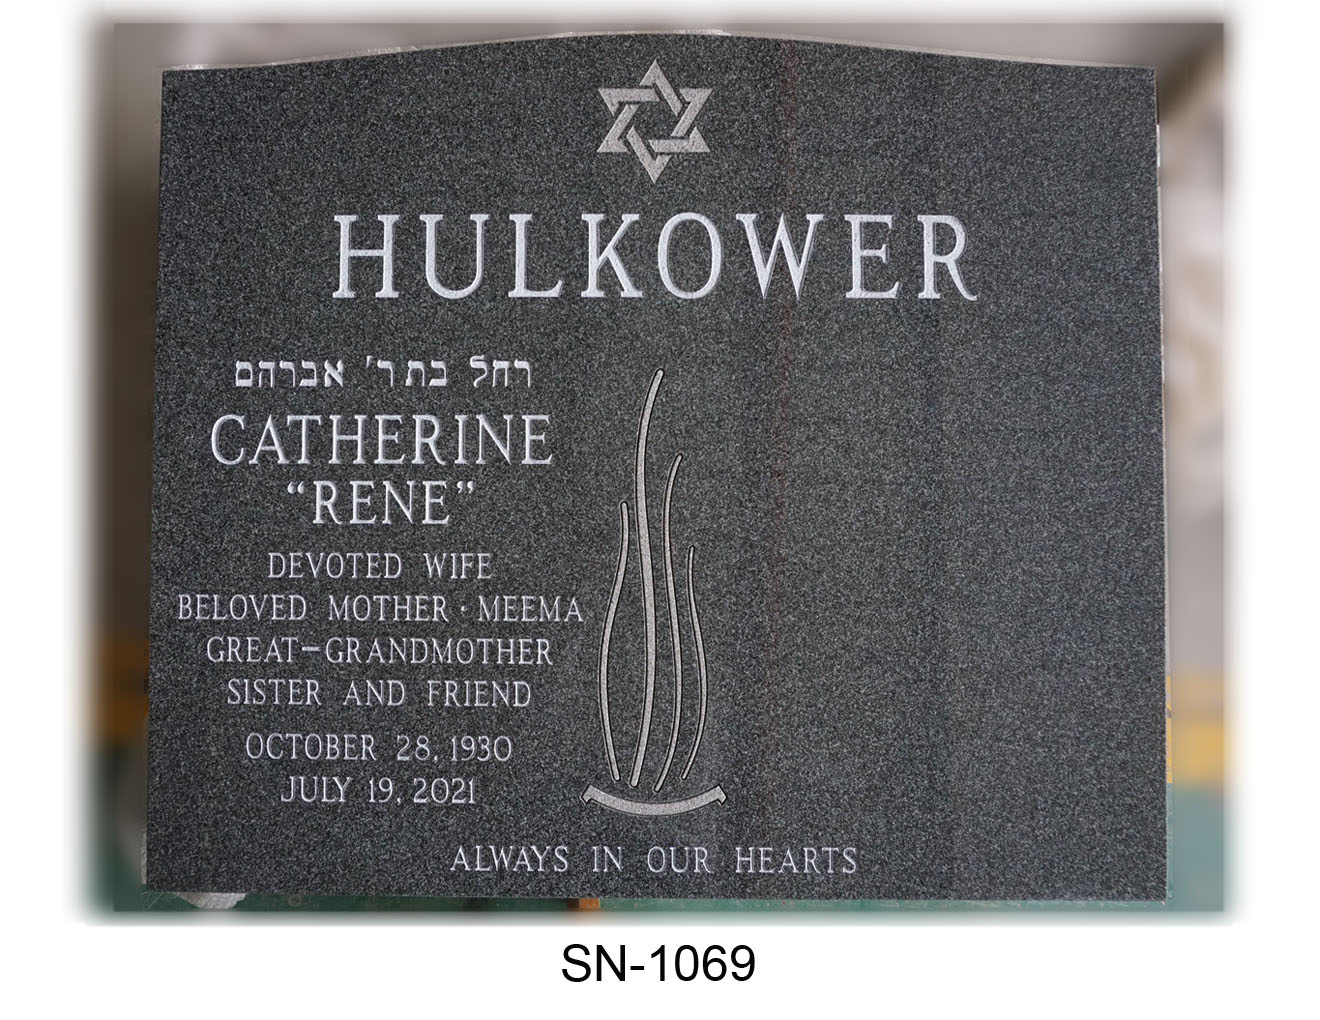 HULKOWER
רחל בת ר' אברהם
CATHERINE
“RENE”
DEVOTED WIFE
BELOVED MOTHER · MEEMA
GREAT-GRANDMOTHER
SISTER AND FRIEND
OCTOBER 28, 1930
JULY 19, 2021
ALWAYS IN OUR HEARTS
SN-1069